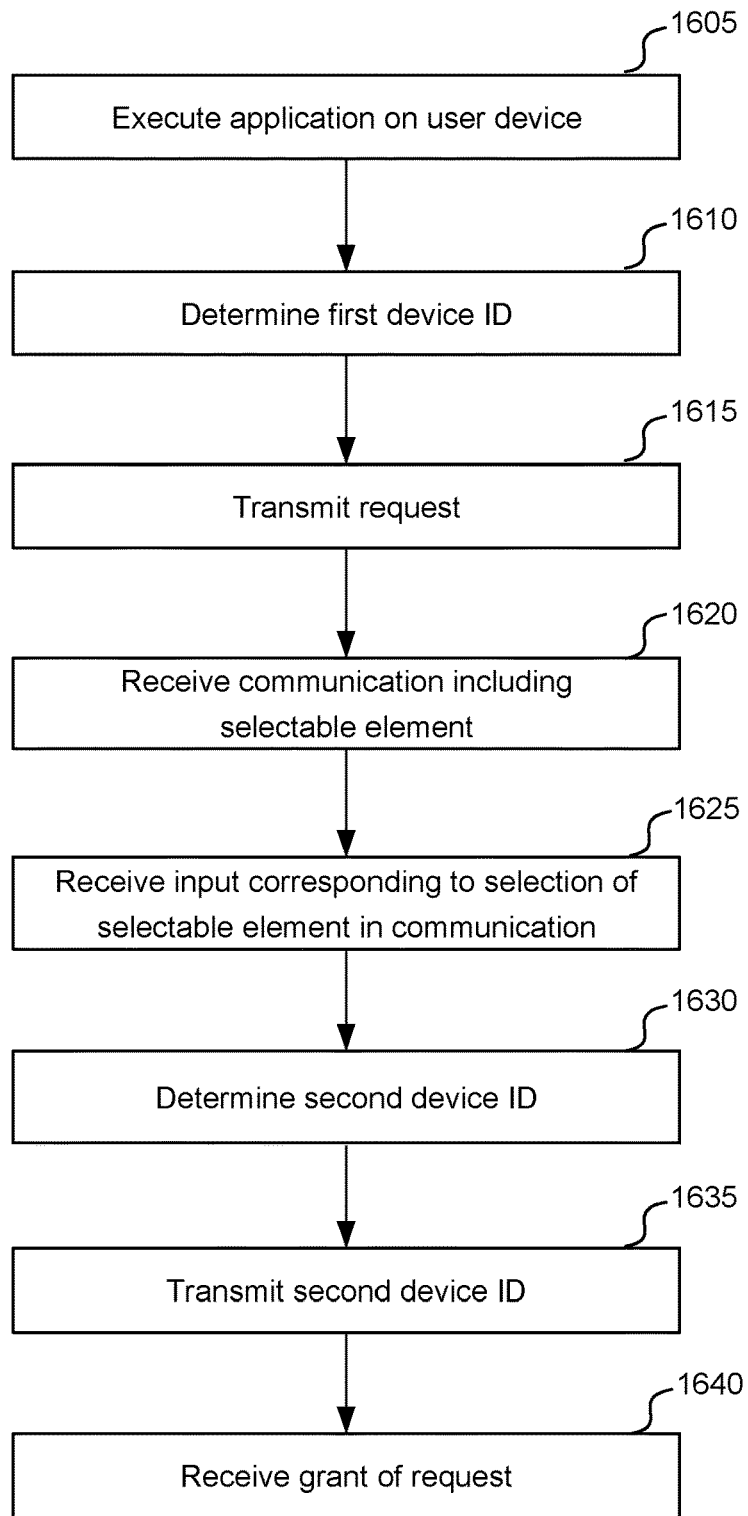 1605
Execute application on user device
1610
Determine first device ID
1615
Transmit request
1620
Receive communication including
selectable element
1625
Receive input corresponding to selection of
selectable element in communication
1630
Determine second device ID
1635
Transmit second device ID
1640
Receive grant of request